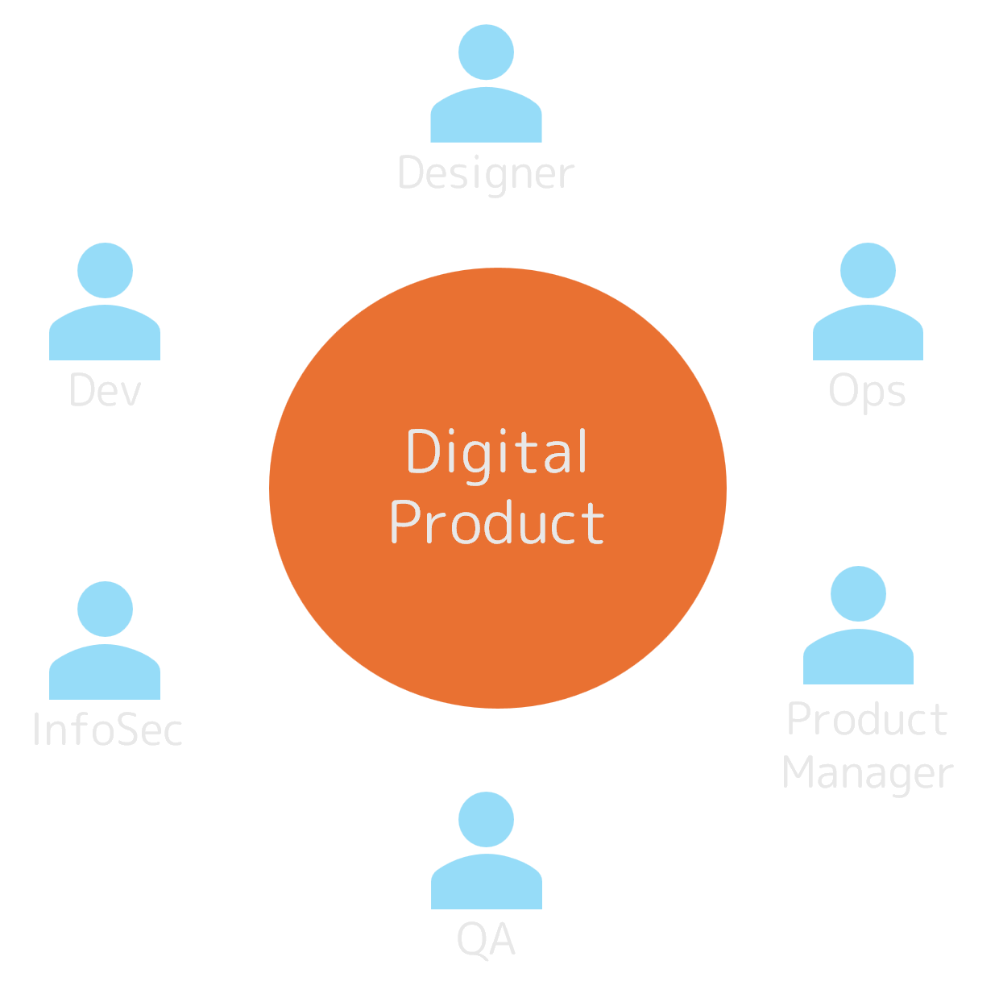 Designer
Dev
Ops
Digital
Product
InfoSec
Product
Manager
QA